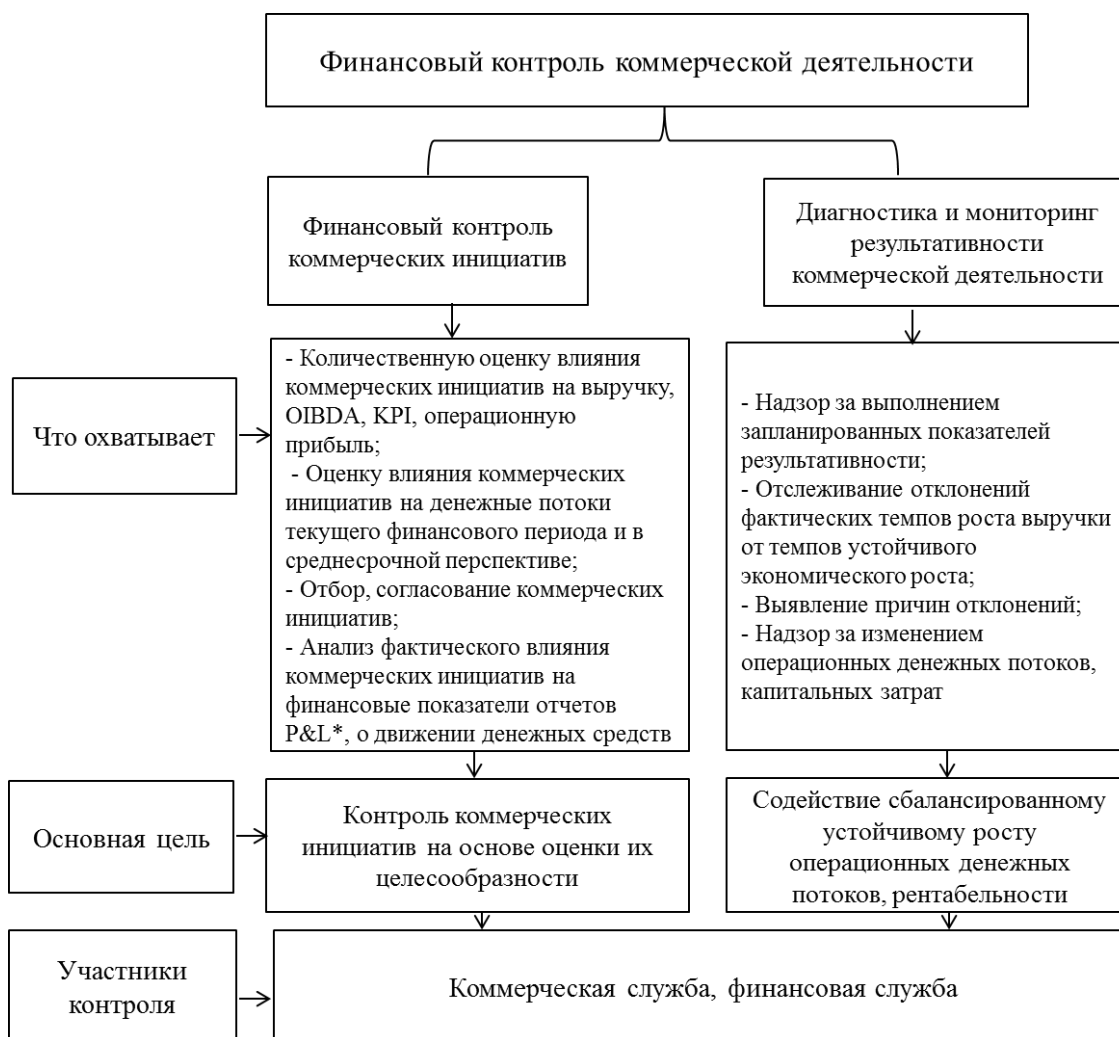 Финансовый контроль коммерческой деятельности
Финансовый контроль
коммерческих инициатив
Диагностика и мониторинг
результативности
коммерческой деятельности
Что охватывает
- Количественную оценку влияния
коммерческих инициатив на выручку,
OIBDA, KPI, операционную
прибыль;
- Оценку влияния коммерческих
инициатив на денежные потоки
текущего финансового периода и в
среднесрочной перспективе;
- Отбор, согласование коммерческих
инициатив;
- Анализ фактического влияния
коммерческих инициатив на
финансовые показатели отчетов
P&L*, о движении денежных средств
- Надзор за выполнением
запланированных показателей
результативности;
- Отслеживание отклонений
фактических темпов роста выручки
от темпов устойчивого
экономического роста;
- Выявление причин отклонений;
- Надзор за изменением
операционных денежных потоков,
капитальных затрат
Основная цель
Контроль коммерческих
инициатив на основе оценки их
целесообразности
Содействие сбалансированному
устойчивому росту
операционных денежных
потоков, рентабельности
Участники
контроля
Коммерческая служба, финансовая служба